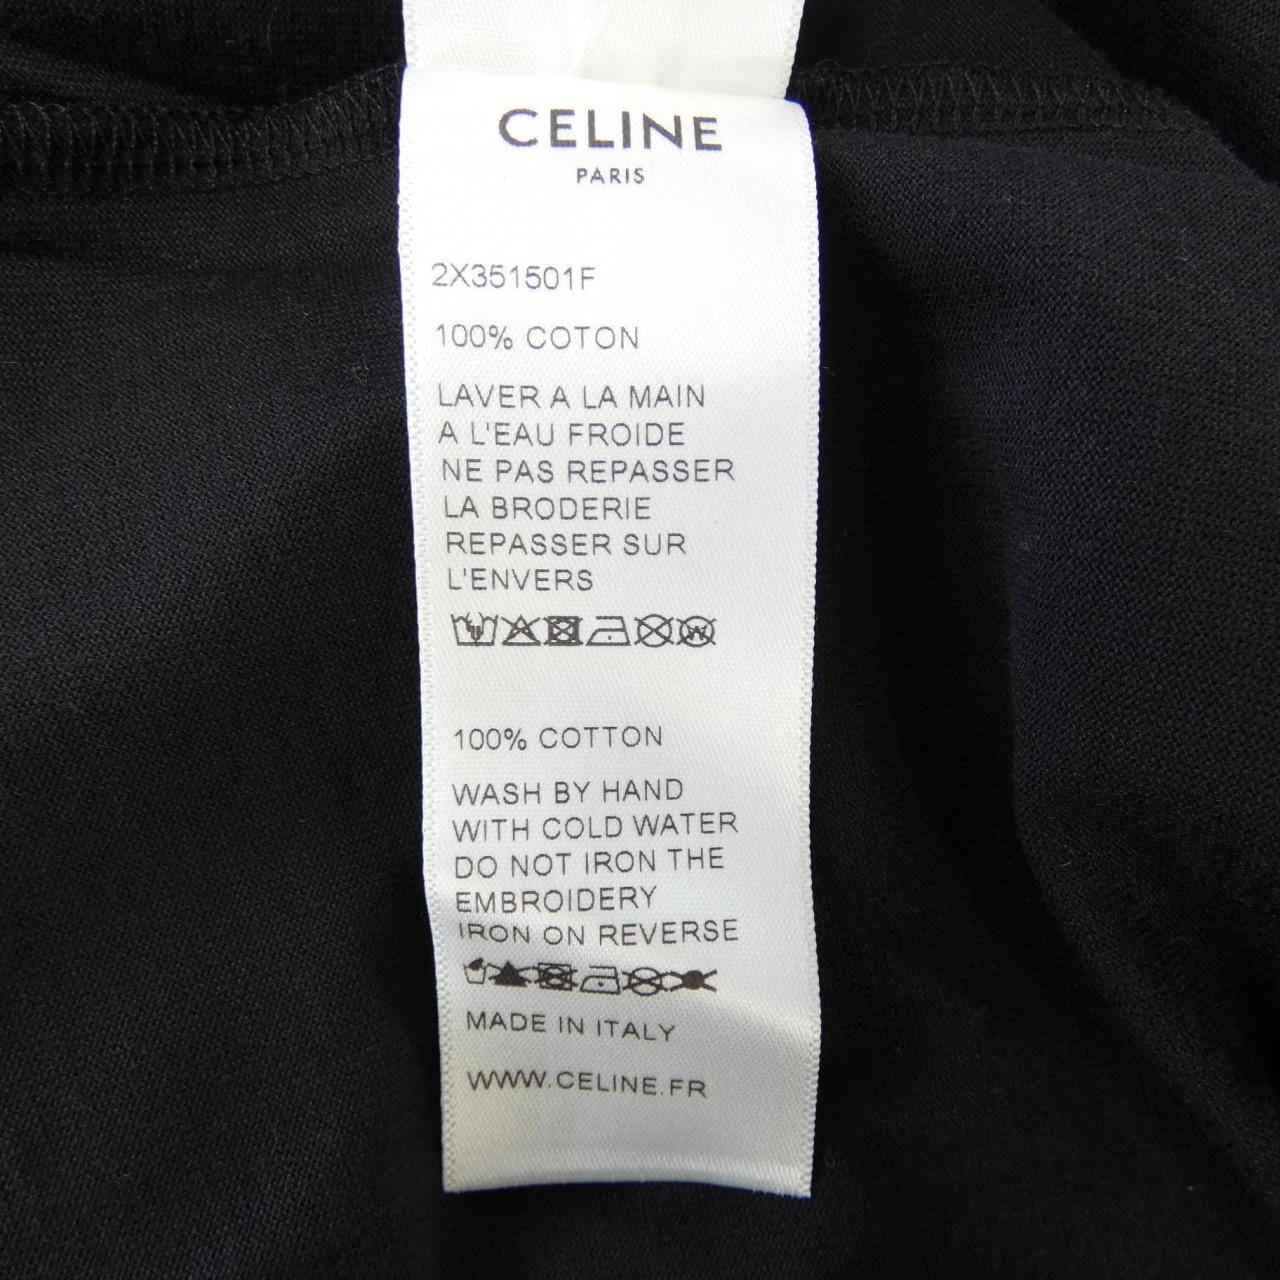 CELINE
PARIS
2X351501F
100% COTON
LAVER A LA MAIN
A L'EAU FROIDE
NE PAS REPASSER
LA BRODERIE
REPASSER SUR
L'ENVERS
100% COTTON
WASH BY HAND
WITH COLD WATER
DO NOT IRON THE
EMBROIDERY
IRON ON REVERSE
MADE IN ITALY
WWW.CELINE.FR